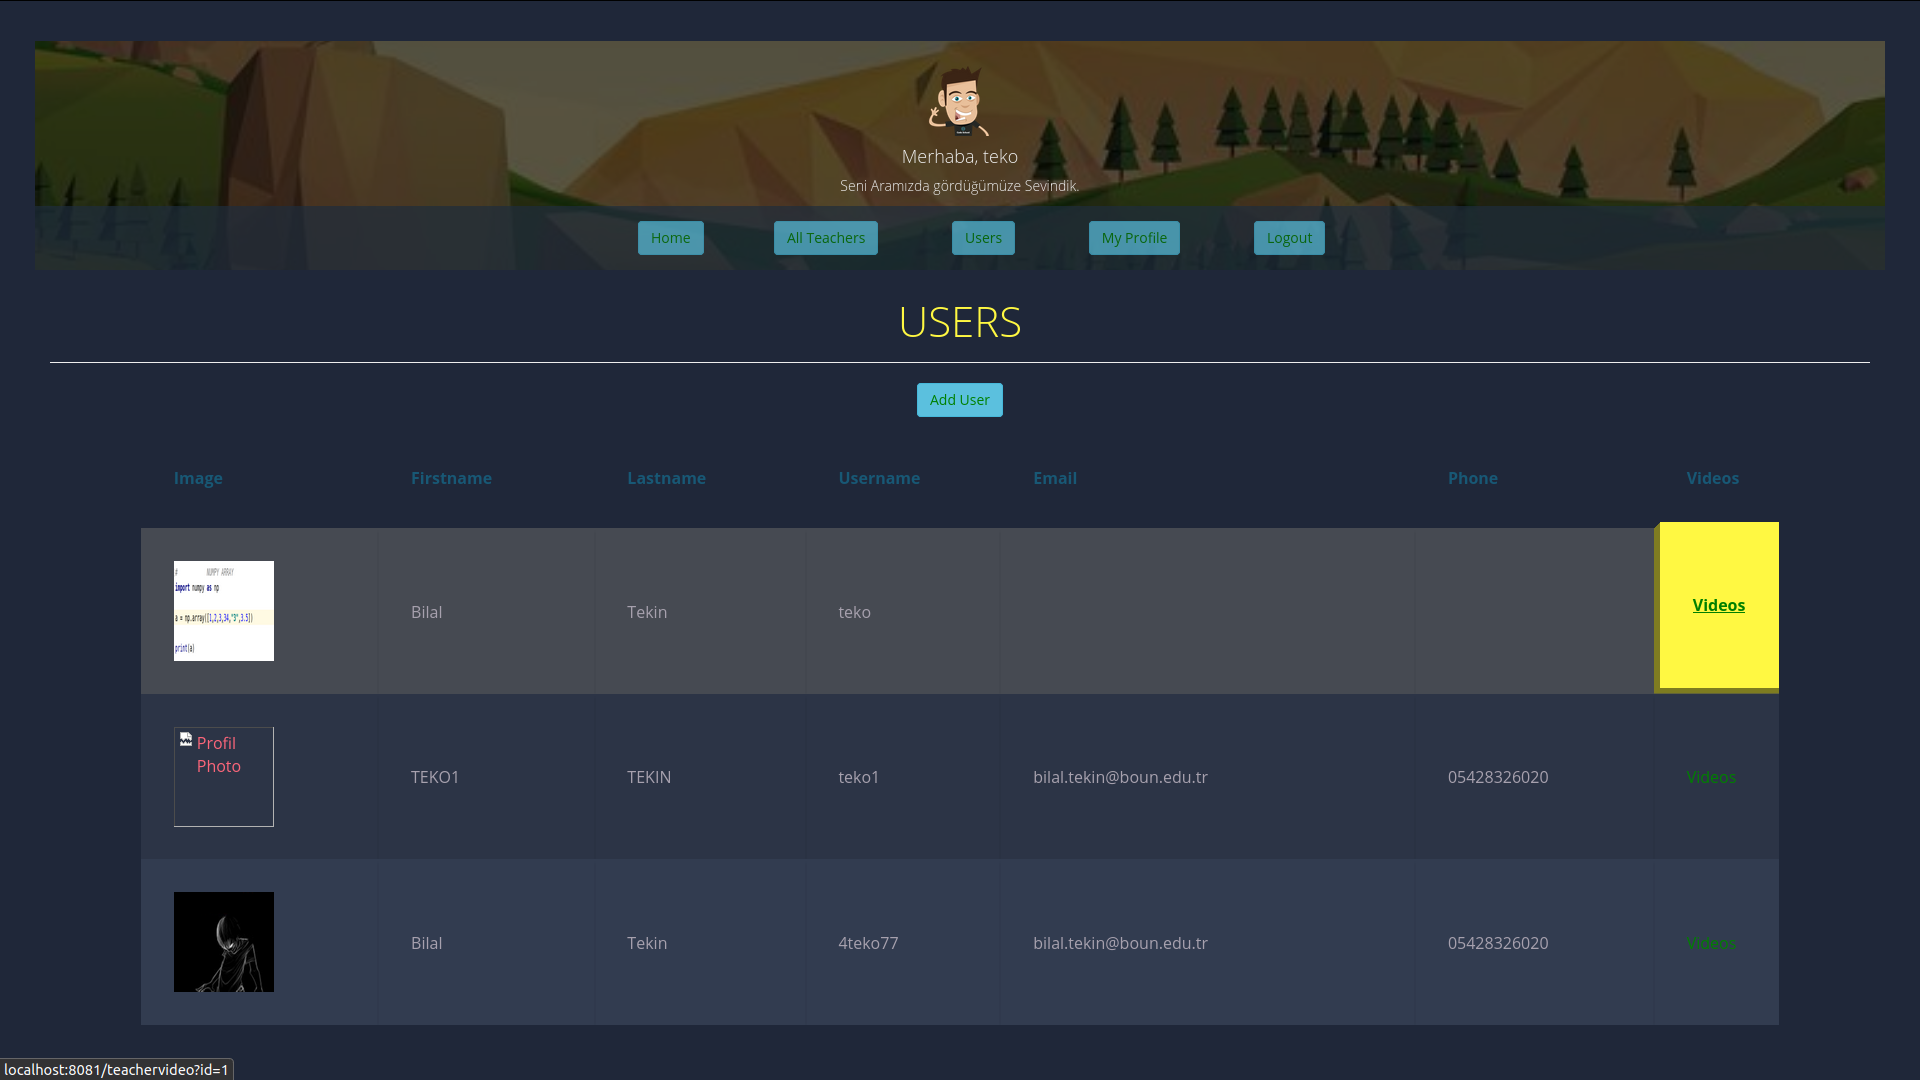 Merhaba, teko
Seni Aramızda gördüğümüze Sevindik.
Home All Teachers Users My Profile Logout
USERS
Add User
Image Firstname Lastname Username Email Phone Videos
# NUMPY ARRAY
import numpy as np
a = np.array([1,2,3,34,"3",3.5])
print(a)
Bilal Tekin teko Videos
Profil
Photo
TEKO1 TEKIN teko1 bilal.tekin@boun.edu.tr 05428326020 Videos
Bilal Tekin 4teko77 bilal.tekin@boun.edu.tr 05428326020 Videos
localhost:8081/teachervideo?id=1